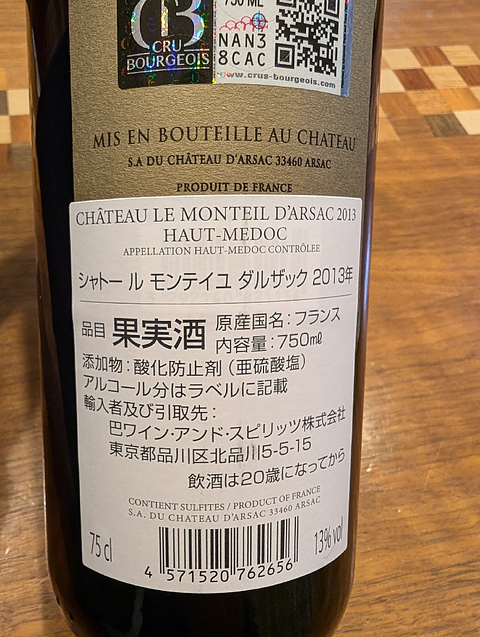 750 ML
CRU
BOURGEOIS
NAN3
8CAC
www.crus-bourgeois.com
MIS EN BOUTEILLE AU CHATEAU
S.A DU CHÂTEAU D'ARSAC 33460 ARSAC
PRODUIT DE FRANCE
CHÂTEAU LE MONTEIL D'ARSAC 2013
HAUT-MEDOC
APPELLATION HAUT-MEDOC CONTRÔLEE
シャトー ル モンテイユ ダルザック 2013年
品目 果実酒
原産国名：フランス
内容量：750㎖
添加物：酸化防止剤（亜硫酸塩）
アルコール分はラベルに記載
輸入者及び引取先：
巴ワイン・アンド・スピリッツ株式会社
東京都品川区北品川5-5-15
飲酒は20歳になってから
CONTIENT SULFITES / PRODUCT OF FRANCE
S.A. DU CHATEAU D'ARSAC 33460 ARSAC
75 cl
13% vol
4 571520 762656